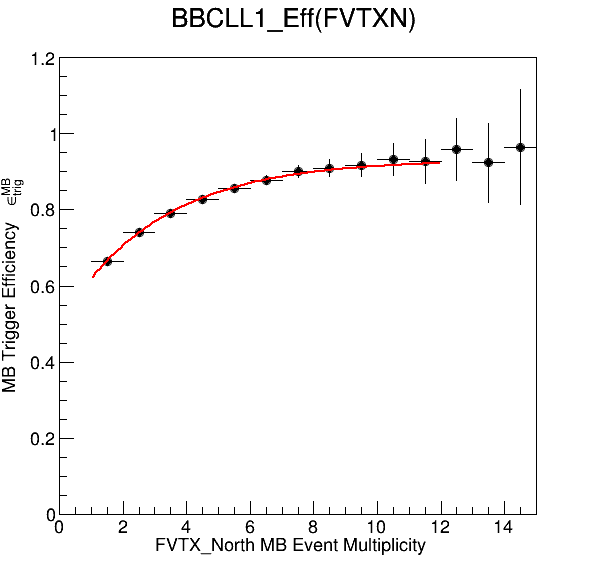 BBCLL1_Eff(FVTXN)
MB Trigger Efficiency ∈MBtrig
1.2
1
0.8
0.6
0.4
0.2
0
0 2 4 6 8 10 12 14
FVTX_North MB Event Multiplicity